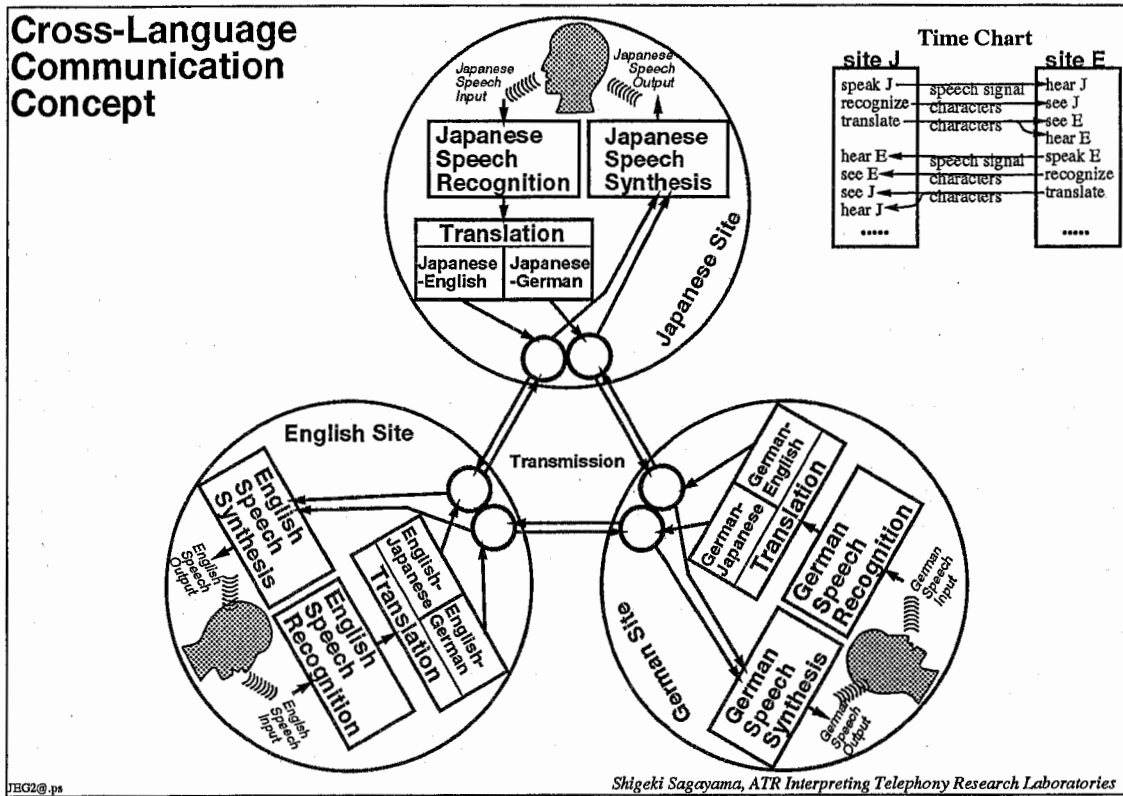 Cross-Language
Communication
Concept
Japanese
Speech
Input
Japanese
Speech
Output
Japanese
Speech
Recognition
Japanese
Speech
Synthesis
Translation
Japanese
-English
Japanese
-German
Japanese Site
Time Chart
site J
site E
speak J
speech signal
hear J
recognize
characters
see J
translate
characters
see E
hear E
hear E
speech signal
speak E
see E
characters
recognize
see J
characters
translate
hear J
.....
.....
English Site
Transmission
English
Speech
Synthesis
English
Speech
Output
English
Speech
Recognition
English
Speech
Input
English-
Japanese
English-
German
Translation
German-
English
German-
Japanese
Translation
German
Speech
Recognition
German
Speech
Input
German
Speech
Synthesis
German
Speech
Output
German Site
JEG2@.ps
Shigeki Sagayama, ATR Interpreting Telephony Research Laboratories